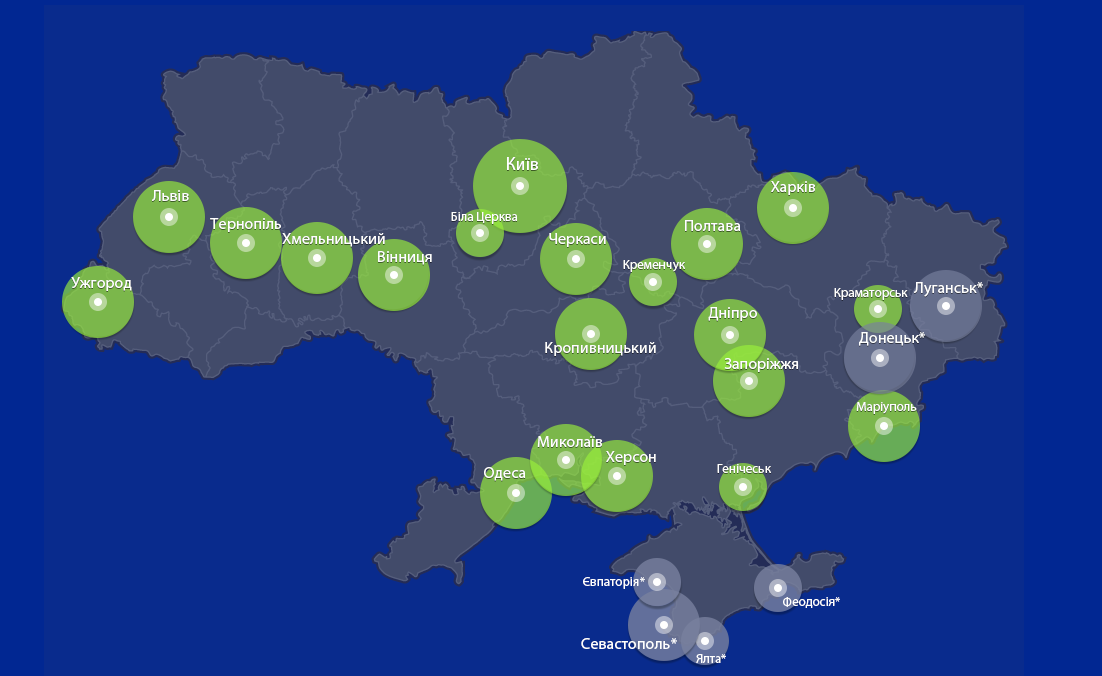 Київ
Харків
Львів
Біла Церква
Тернопіль
Полтава
Хмельницький
Черкаси
Вінниця
Кременчук
Ужгород
Луганськ*
Краматорськ
Дніпро
Донецьк*
Кропивницький
Запоріжжя
Маріуполь
Миколаїв
Херсон
Генічеськ
Одеса
Євпаторія*
Феодосія*
Севастополь*
Ялта*